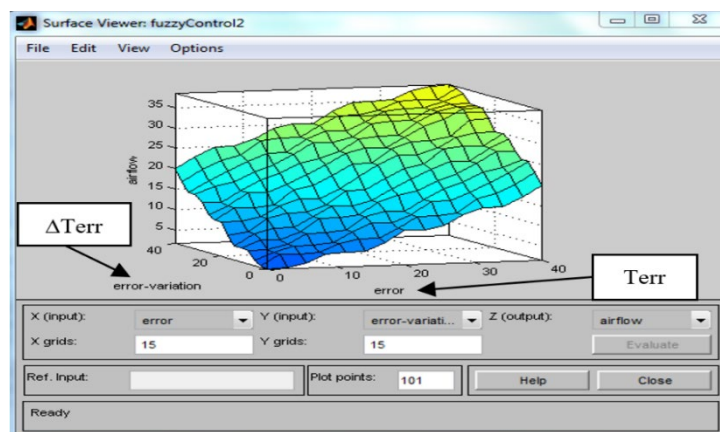 Surface Viewer: fuzzyControl2
File Edit View Options
35
30
25
20
15
10
5
airflow
40
20
0
error-variation
0 10 20 30 40
error
ΔTerr
Terr
X (input): error Y (input): error-variati... Z (output): airflow
X grids: 15 Y grids: 15 Evaluate
Ref. Input: Plot points: 101 Help Close
Ready